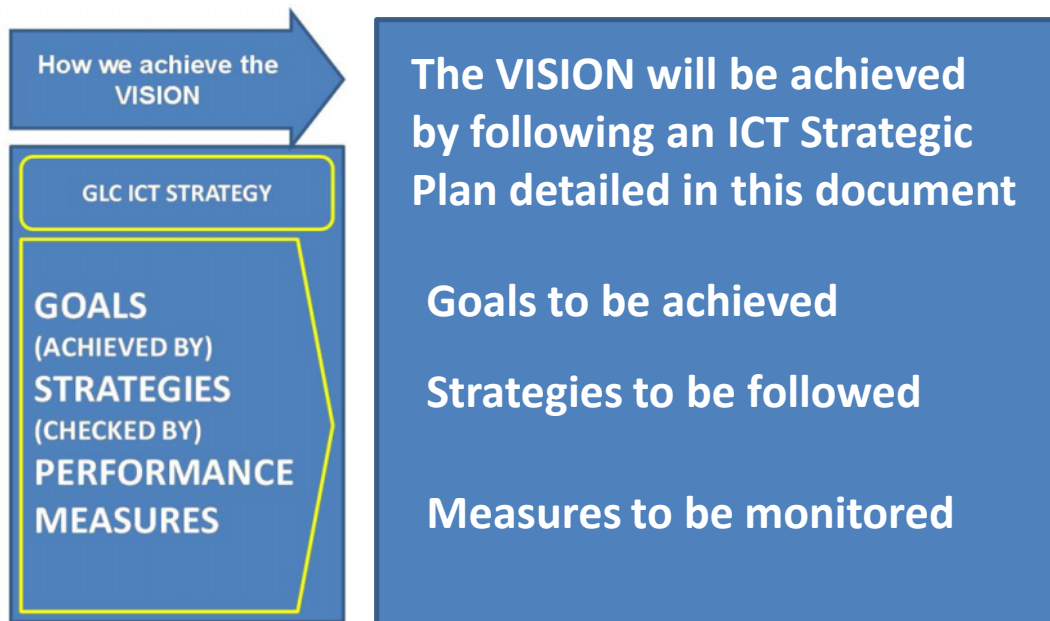 How we achieve the
VISION
GLC ICT STRATEGY
GOALS
(ACHIEVED BY)
STRATEGIES
(CHECKED BY)
PERFORMANCE
MEASURES
The VISION will be achieved
by following an ICT Strategic
Plan detailed in this document
Goals to be achieved
Strategies to be followed
Measures to be monitored